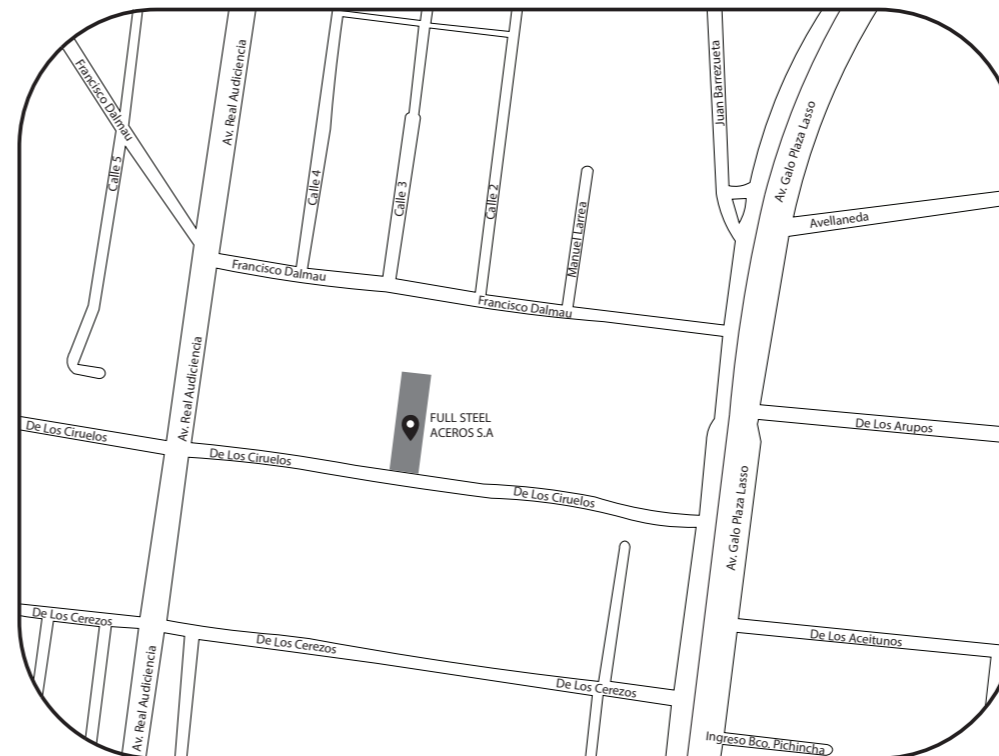 Francisco Dalmau
Calle 5
Av. Real Audiciencia
Calle 4
Calle 3
Calle 2
Manuel Larrea
Juan Barrezueta
Av. Galo Plaza Lasso
Avellaneda
Francisco Dalmau
Francisco Dalmau
Av. Real Audiciencia
FULL STEEL
ACEROS S.A
De Los Ciruelos
De Los Ciruelos
De Los Ciruelos
De Los Arupos
Av. Galo Plaza Lasso
De Los Cerezos
De Los Cerezos
De Los Cerezos
De Los Aceitunos
Av. Real Audiciencia
Ingreso Bco. Pichincha